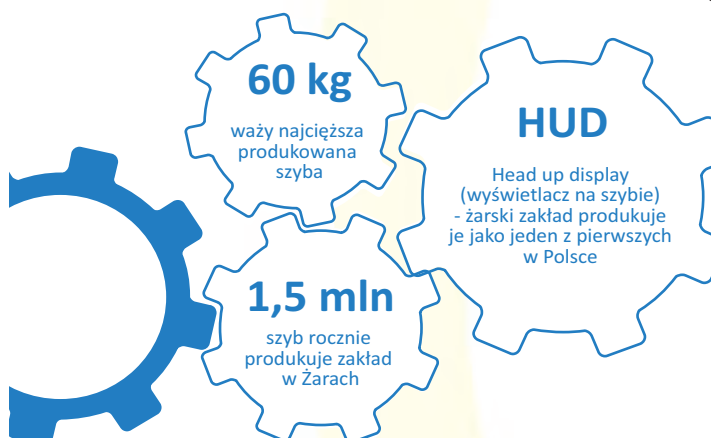 60 kg
waży najcięższa
produkowana
szyba
HUD
Head up display
(wyświetlacz na szybie)
- żarski zakład produkuje
je jako jeden z pierwszych
w Polsce
1,5 mln
szyb rocznie
produkuje zakład
w Żarach